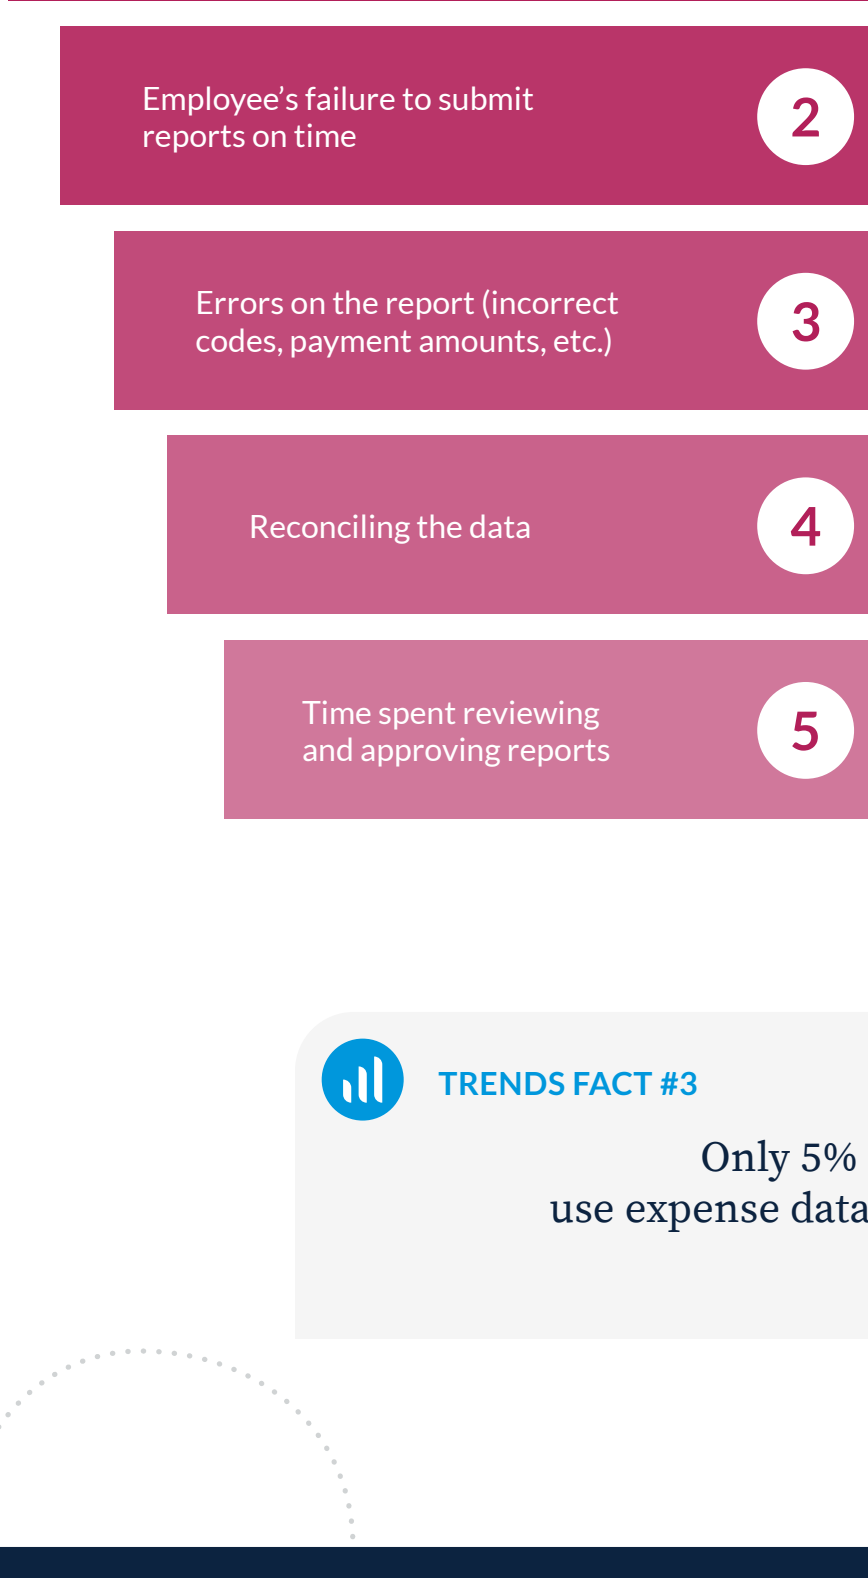 Employee’s failure to submit
reports on time
2
Errors on the report (incorrect
codes, payment amounts, etc.)
3
Reconciling the data
4
Time spent reviewing
and approving reports
5
TRENDS FACT #3
Only 5%
use expense data